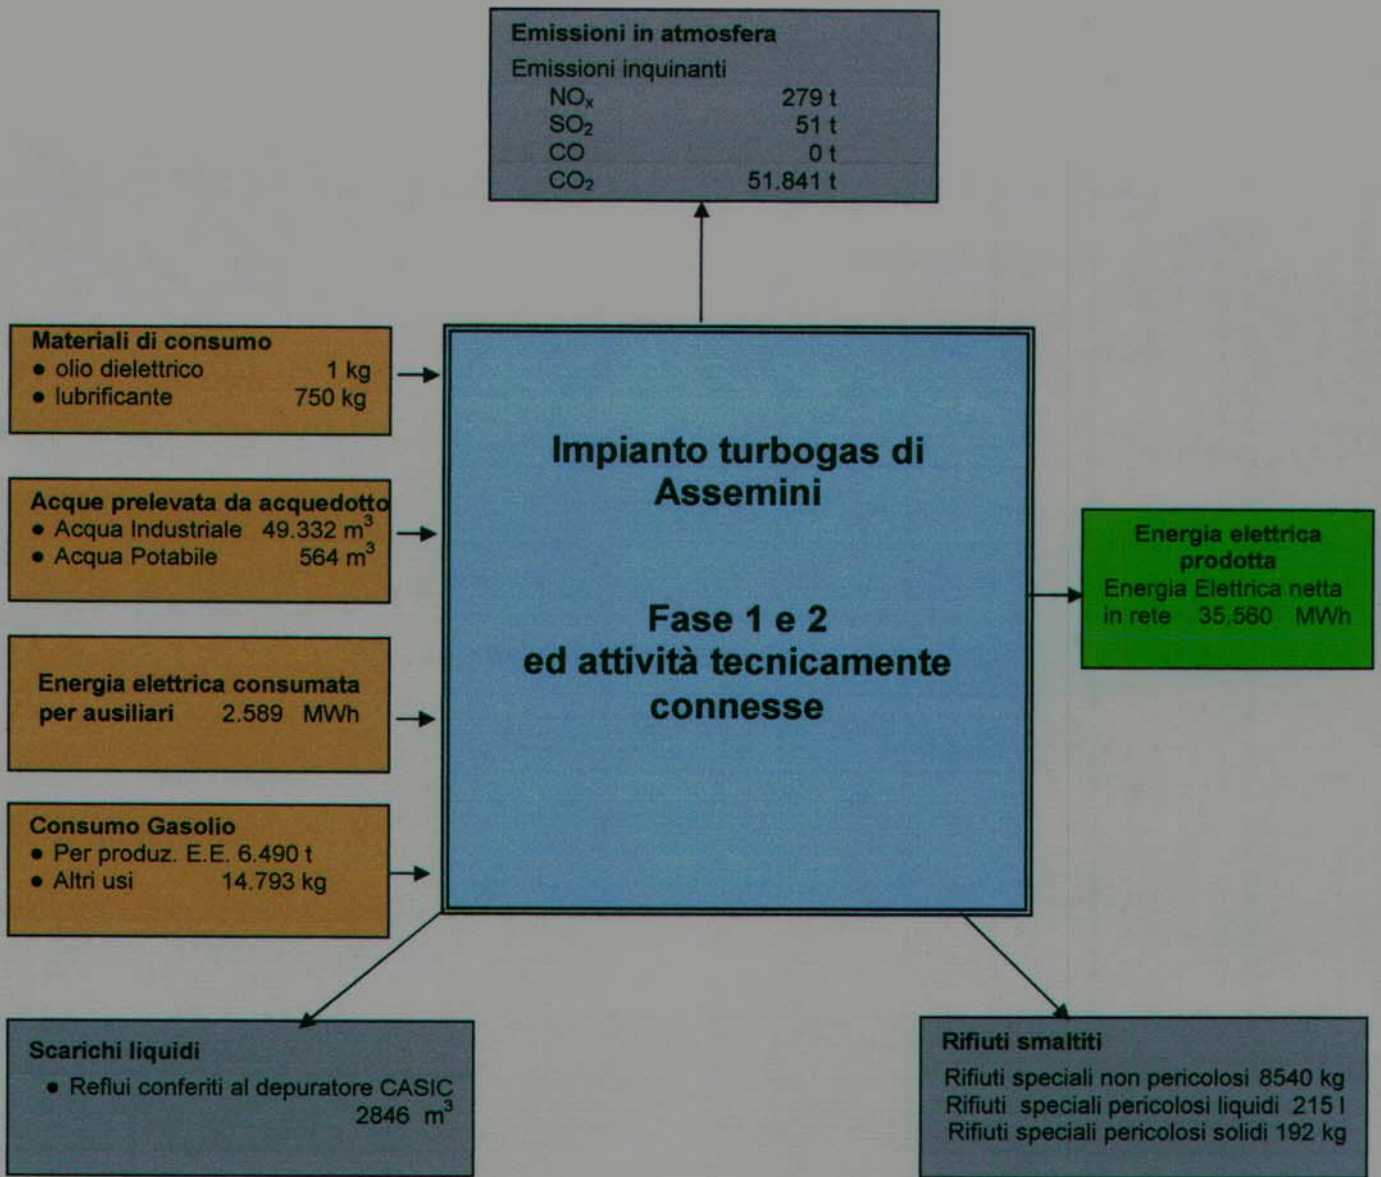 Emissioni in atmosfera
Emissioni inquinanti
NOₓ 279 t
SO₂ 51 t
CO 0 t
CO₂ 51.841 t
Materiali di consumo
• olio dielettrico 1 kg
• lubrificante 750 kg
Acque prelevata da acquedotto
• Acqua Industriale 49.332 m³
• Acqua Potabile 564 m³
Energia elettrica consumata
per ausiliari 2.589 MWh
Consumo Gasolio
• Per produz. E.E. 6.490 t
• Altri usi 14.793 kg
Impianto turbogas di
Assemini
Fase 1 e 2
ed attività tecnicamente
connesse
Energia elettrica
prodotta
Energia Elettrica netta
in rete 35.560 MWh
Scarichi liquidi
• Reflui conferiti al depuratore CASIC
2846 m³
Rifiuti smaltiti
Rifiuti speciali non pericolosi 8540 kg
Rifiuti speciali pericolosi liquidi 215 l
Rifiuti speciali pericolosi solidi 192 kg